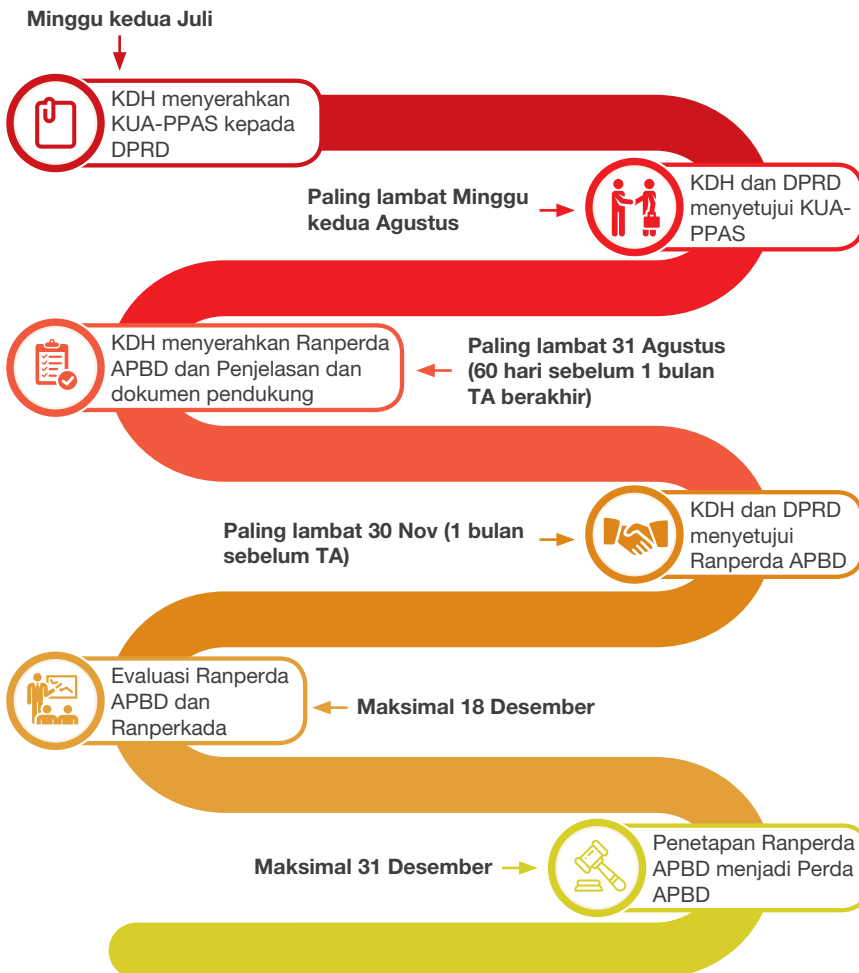 Minggu kedua Juli
KDH menyerahkan
KUA-PPAS kepada
DPRD
Paling lambat Minggu
kedua Agustus
KDH dan DPRD
menyetujui KUA-
PPAS
KDH menyerahkan Ranperda
APBD dan Penjelasan dan
dokumen pendukung
Paling lambat 31 Agustus
(60 hari sebelum 1 bulan
TA berakhir)
Paling lambat 30 Nov (1 bulan
sebelum TA)
KDH dan DPRD
menyetujui
Ranperda APBD
Evaluasi Ranperda
APBD dan
Ranperkada
Maksimal 18 Desember
Maksimal 31 Desember
Penetapan Ranperda
APBD menjadi Perda
APBD